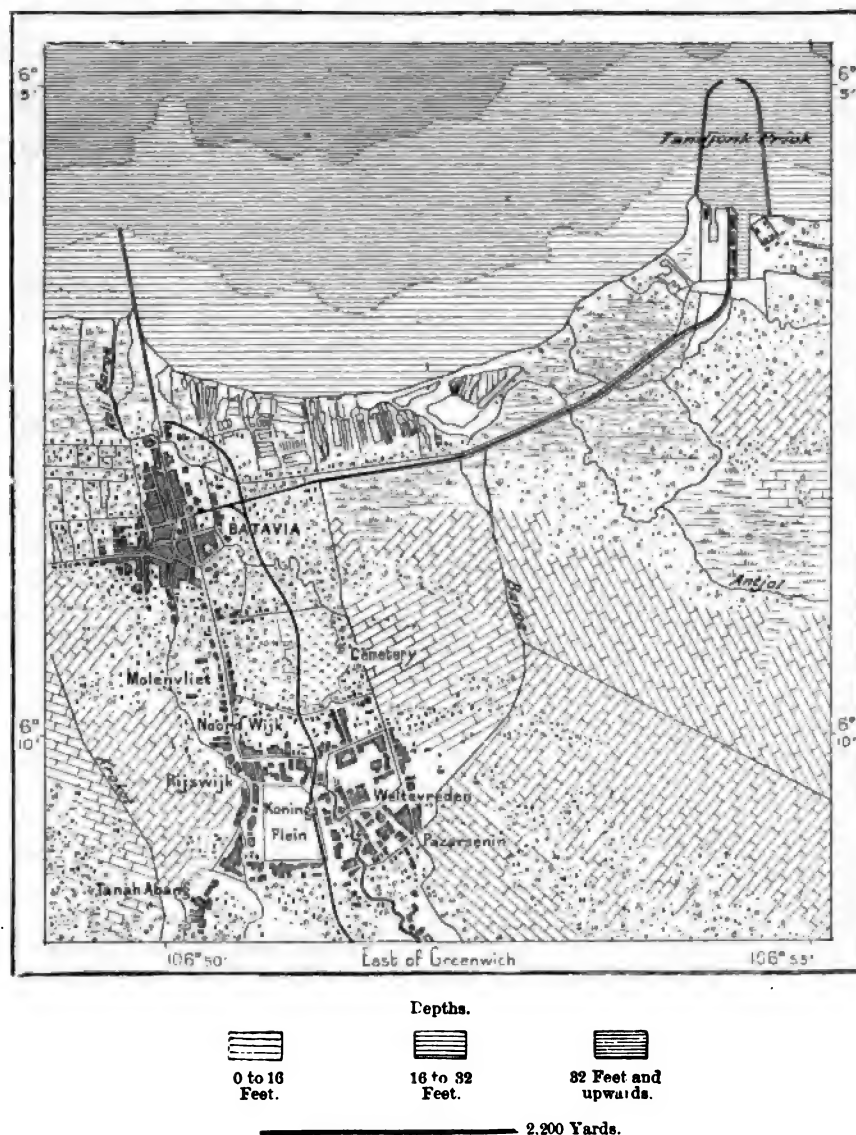 6°
5'
6°
5'
Tandjonk Priok
BATAVIA
Antjol
Cemetery
Molenvliet
Noord Wijk
6°
10'
6°
10'
Rijswijk
Krokot
Weltevreden
Koning
Plein
Pazarsenin
Tanah Abang
106°50'
East of Greenwich
106°55'
Depths.
0 to 16
Feet.
16 to 32
Feet.
32 Feet and
upwards.
2,200 Yards.